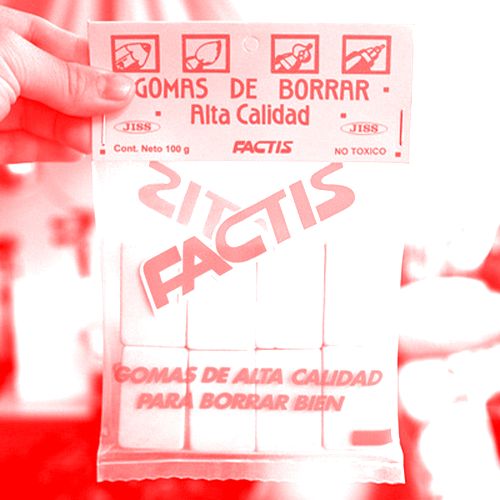 GOMAS DE BORRAR
Alta Calidad
JISS
JISS
Cont. Neto 100 g
FACTIS
NO TOXICO
FACTIS
GOMAS DE ALTA CALIDAD
PARA BORRAR BIEN